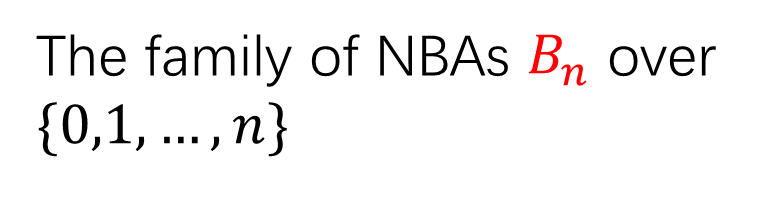 The family of NBAs Bₙ over
{0,1, … , n}